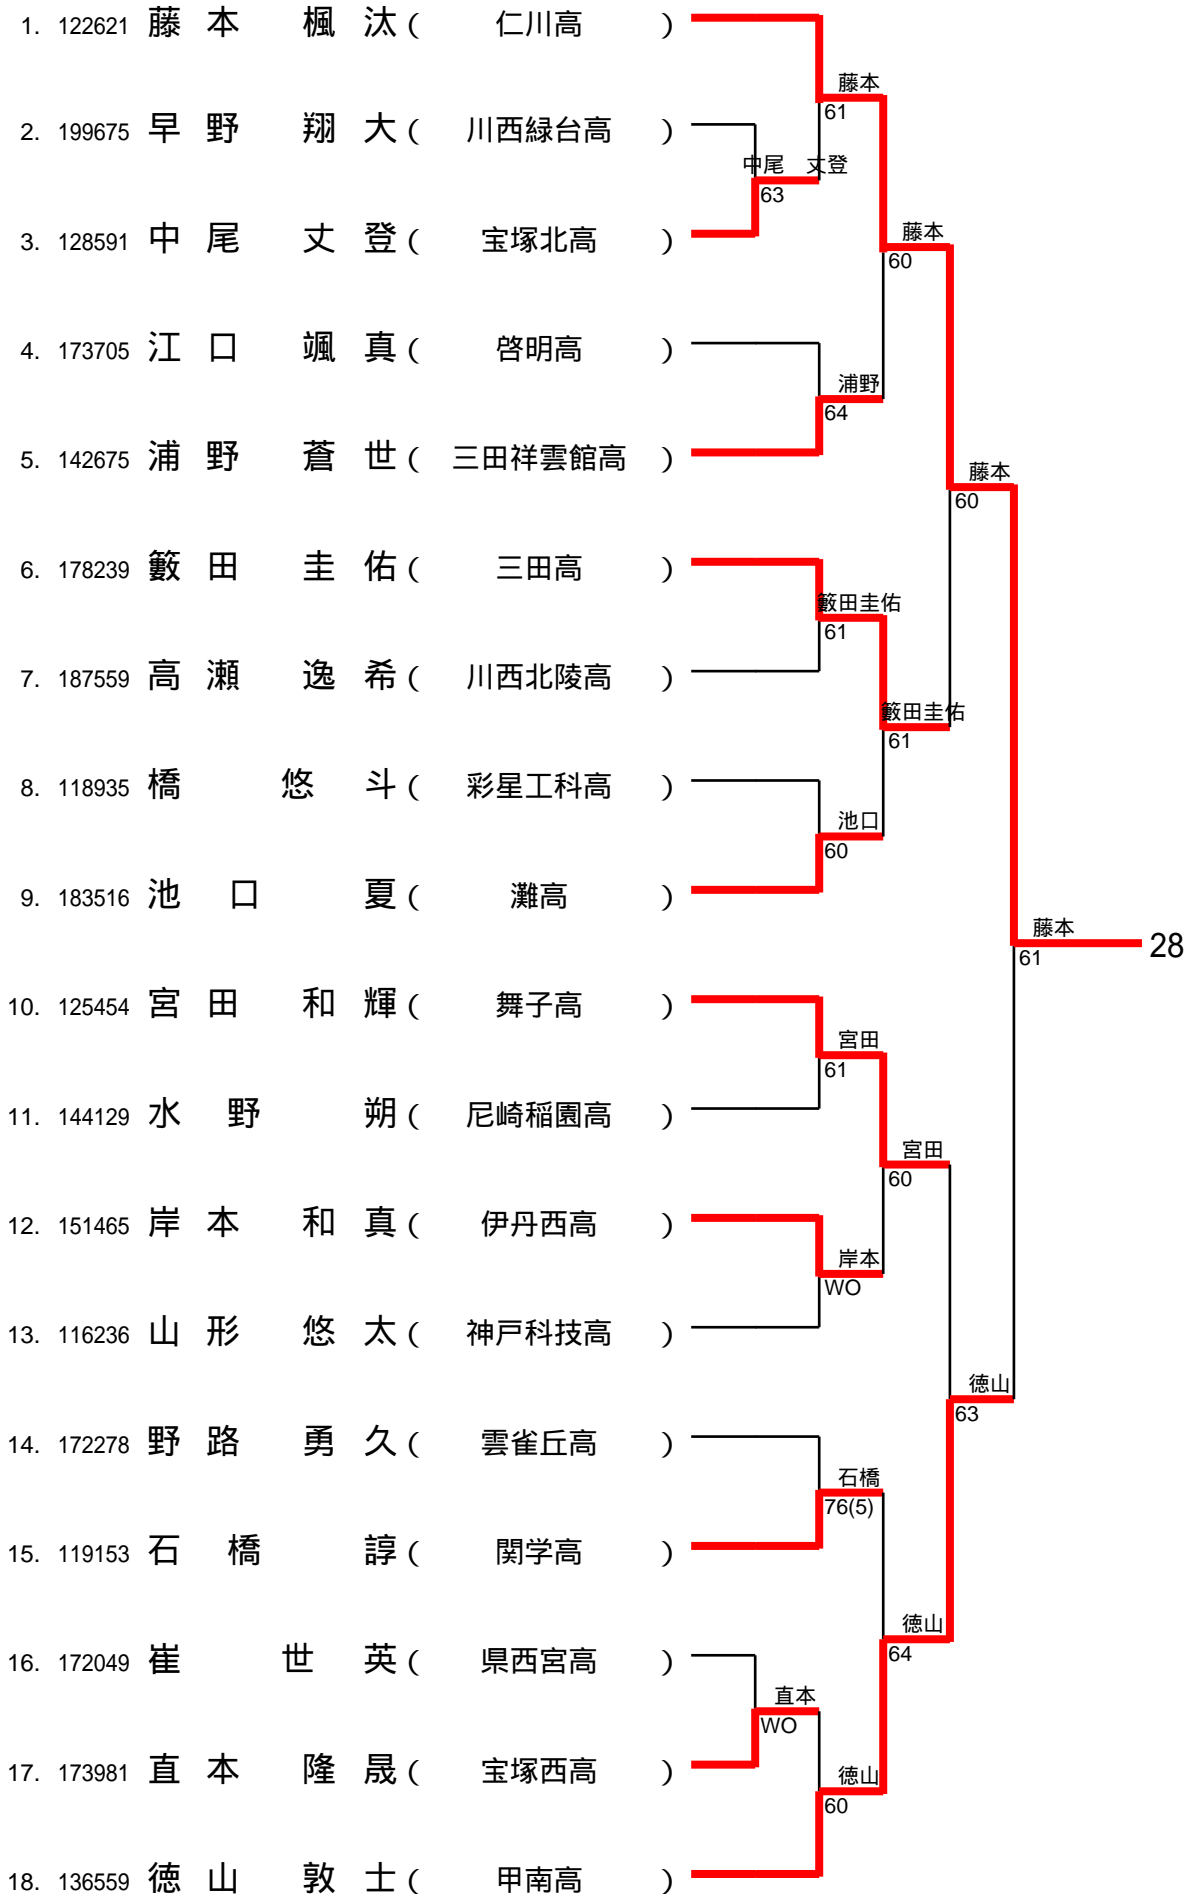 1. 122621 藤本 楓汰 ( 仁川高 )
藤本
61
2. 199675 早野 翔大 ( 川西緑台高 )
中尾 丈登
63
3. 128591 中尾 丈登 ( 宝塚北高 )
藤本
60
4. 173705 江口 颯真 ( 啓明高 )
浦野
64
5. 142675 浦野 蒼世 ( 三田祥雲館高 )
藤本
60
6. 178239 籔田 圭佑 ( 三田高 )
籔田圭佑
61
7. 187559 高瀬 逸希 ( 川西北陵高 )
籔田圭佑
61
8. 118935 橋 悠斗 ( 彩星工科高 )
池口
60
9. 183516 池口 夏 ( 灘高 )
藤本
61
28
10. 125454 宮田 和輝 ( 舞子高 )
宮田
61
11. 144129 水野 朔 ( 尼崎稲園高 )
宮田
60
12. 151465 岸本 和真 ( 伊丹西高 )
岸本
WO
13. 116236 山形 悠太 ( 神戸科技高 )
徳山
63
14. 172278 野路 勇久 ( 雲雀丘高 )
石橋
76(5)
15. 119153 石橋 諄 ( 関学高 )
徳山
64
16. 172049 崔 世英 ( 県西宮高 )
直本
WO
17. 173981 直本 隆晟 ( 宝塚西高 )
徳山
60
18. 136559 徳山 敦士 ( 甲南高 )